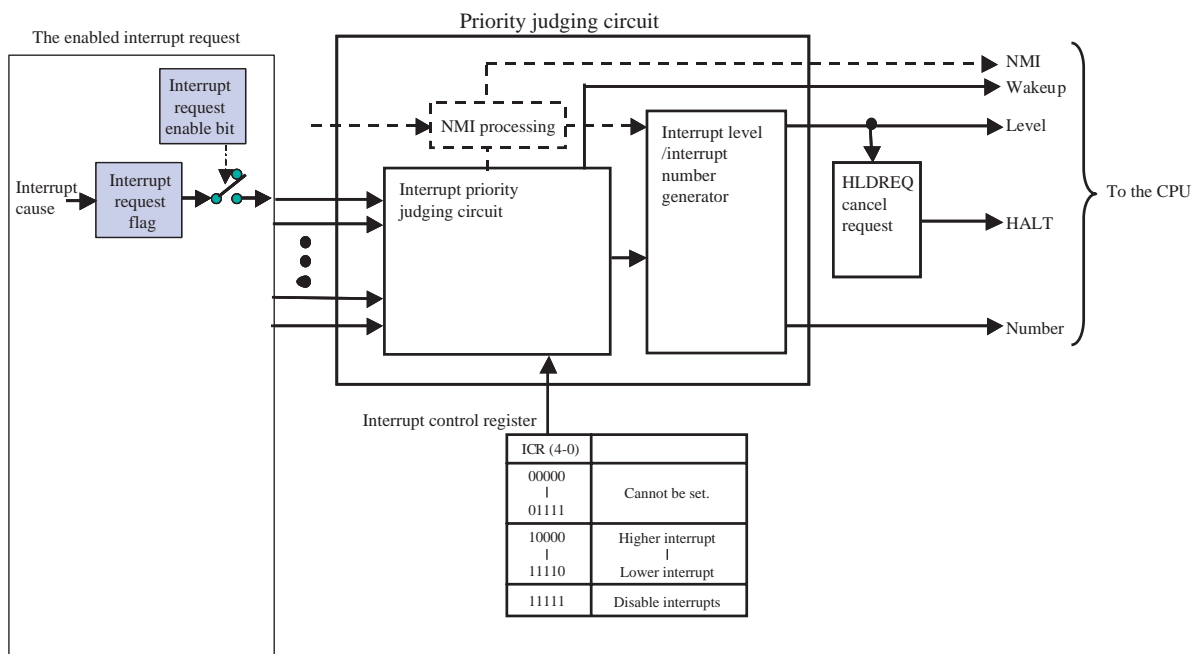 Priority judging circuit
The enabled interrupt request
Interrupt
request
enable bit
Interrupt
cause
Interrupt
request
flag
NMI processing
Interrupt priority
judging circuit
Interrupt level
/interrupt
number
generator
HLDREQ
cancel
request
NMI
Wakeup
Level
HALT
Number
To the CPU
Interrupt control register
ICR (4-0)
00000
01111
Cannot be set.
10000
11110
Higher interrupt
Lower interrupt
11111
Disable interrupts